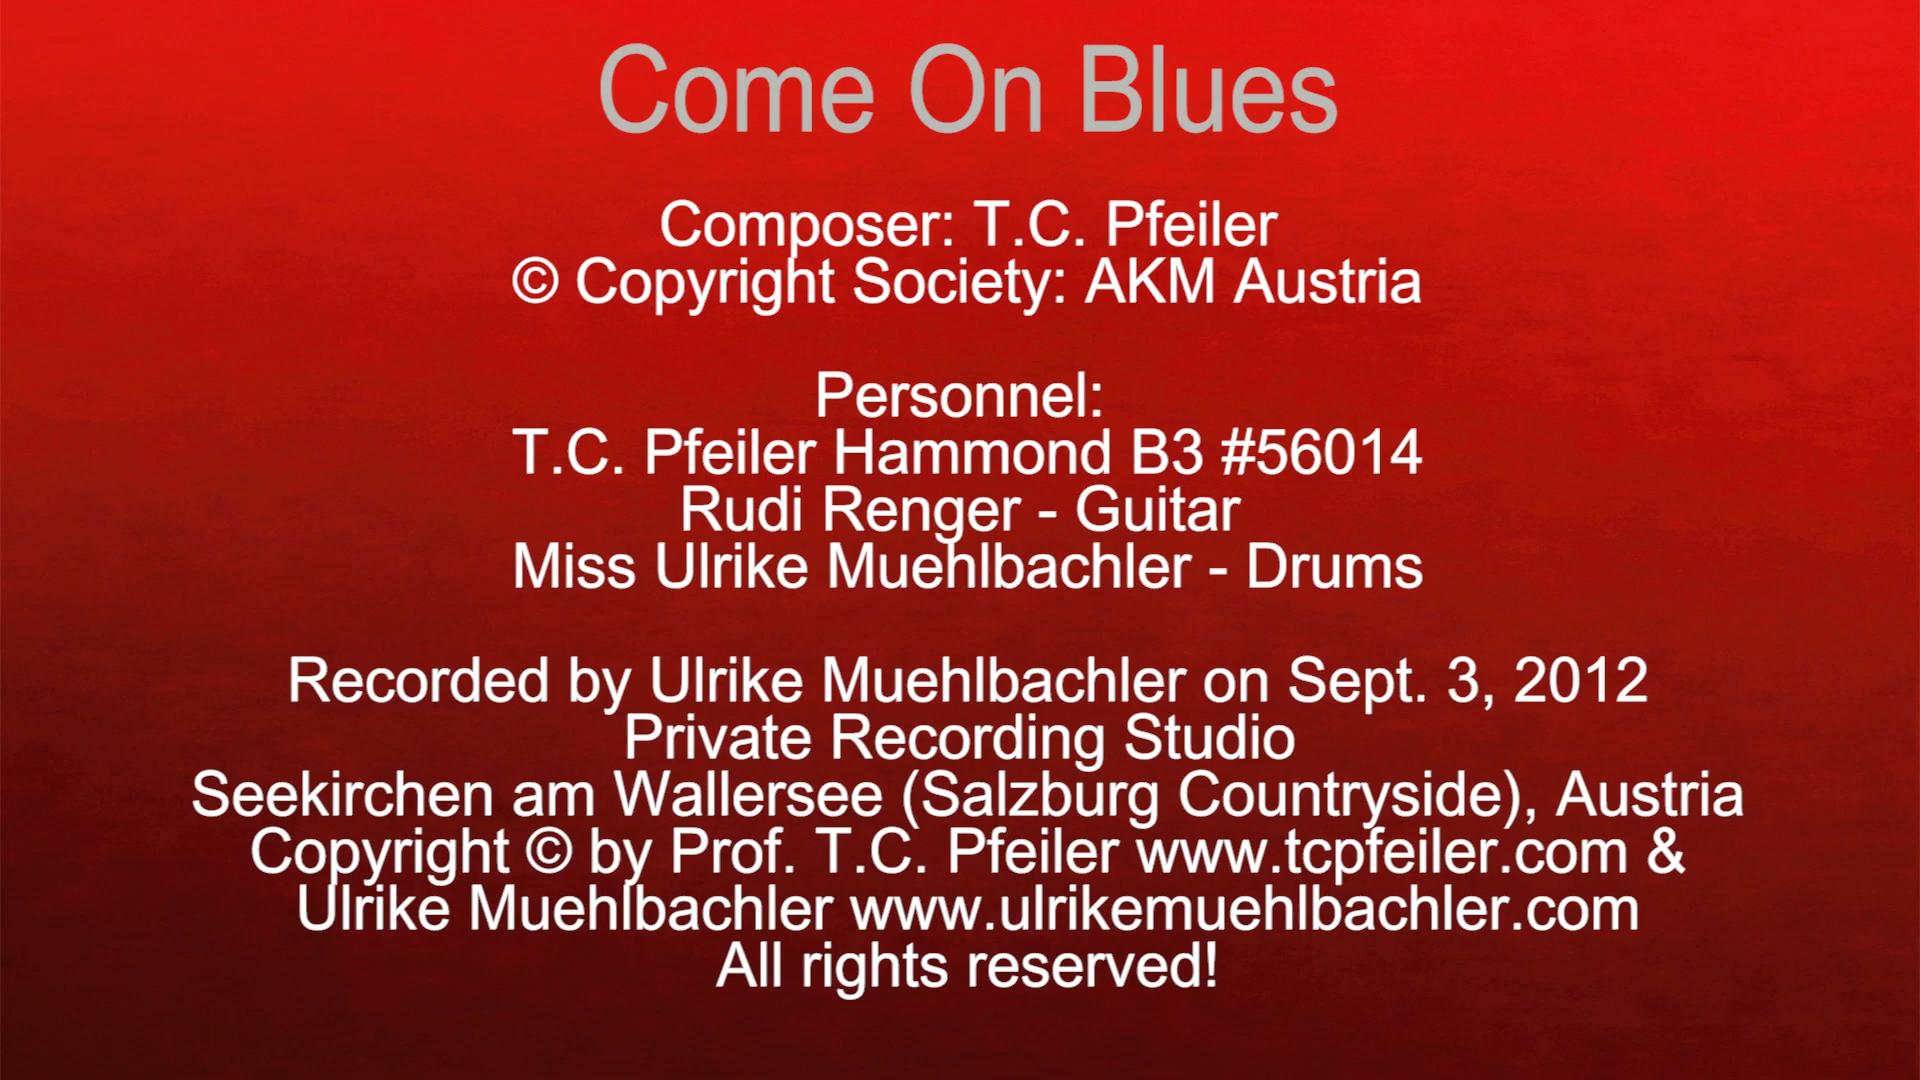 Come On Blues
Composer: T.C. Pfeiler
© Copyright Society: AKM Austria
Personnel:
T.C. Pfeiler Hammond B3 #56014
Rudi Renger - Guitar
Miss Ulrike Muehlbachler - Drums
Recorded by Ulrike Muehlbachler on Sept. 3, 2012
Private Recording Studio
Seekirchen am Wallersee (Salzburg Countryside), Austria
Copyright © by Prof. T.C. Pfeiler www.tcpfeiler.com &
Ulrike Muehlbachler www.ulrikemuehlbachler.com
All rights reserved!